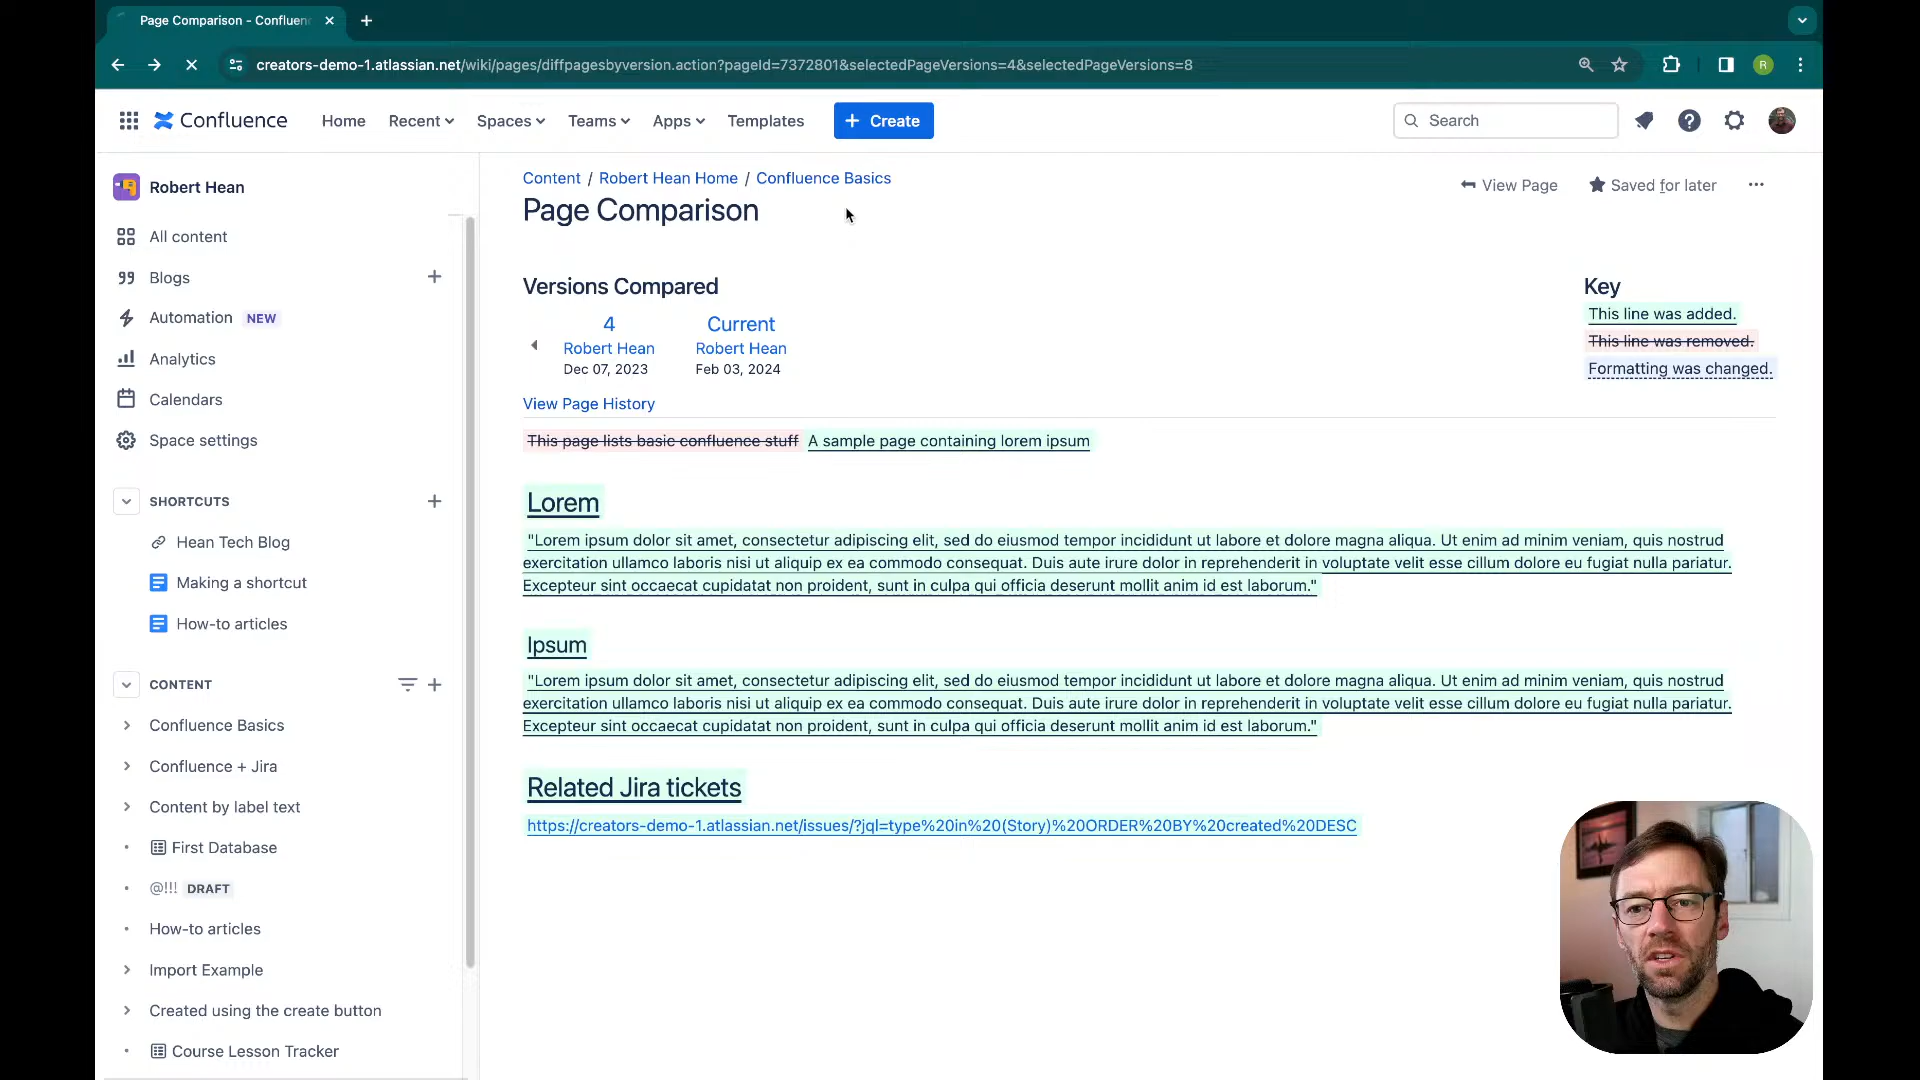 Page Comparison - Confluen
creators-demo-1.atlassian.net/wiki/pages/diffpagesbyversion.action?pageId=7372801&selectedPageVersions=4&selectedPageVersions=8
R
Confluence
Home
Recent
Spaces
Teams
Apps
Templates
+ Create
Search
Robert Hean
All content
Blogs
Automation NEW
Analytics
Calendars
Space settings
SHORTCUTS
Hean Tech Blog
Making a shortcut
How-to articles
CONTENT
Confluence Basics
Confluence + Jira
Content by label text
First Database
@!!! DRAFT
How-to articles
Import Example
Created using the create button
Course Lesson Tracker
Content / Robert Hean Home / Confluence Basics
View Page
Saved for later
Page Comparison
Versions Compared
4
Robert Hean
Dec 07, 2023
Current
Robert Hean
Feb 03, 2024
View Page History
Key
This line was added.
This line was removed.
Formatting was changed.
This page lists basic confluence stuff A sample page containing lorem ipsum
Lorem
"Lorem ipsum dolor sit amet, consectetur adipiscing elit, sed do eiusmod tempor incididunt ut labore et dolore magna aliqua. Ut enim ad minim veniam, quis nostrud
exercitation ullamco laboris nisi ut aliquip ex ea commodo consequat. Duis aute irure dolor in reprehenderit in voluptate velit esse cillum dolore eu fugiat nulla pariatur.
Excepteur sint occaecat cupidatat non proident, sunt in culpa qui officia deserunt mollit anim id est laborum."
Ipsum
"Lorem ipsum dolor sit amet, consectetur adipiscing elit, sed do eiusmod tempor incididunt ut labore et dolore magna aliqua. Ut enim ad minim veniam, quis nostrud
exercitation ullamco laboris nisi ut aliquip ex ea commodo consequat. Duis aute irure dolor in reprehenderit in voluptate velit esse cillum dolore eu fugiat nulla pariatur.
Excepteur sint occaecat cupidatat non proident, sunt in culpa qui officia deserunt mollit anim id est laborum."
Related Jira tickets
https://creators-demo-1.atlassian.net/issues/?jql=type%20in%20(Story)%20ORDER%20BY%20created%20DESC